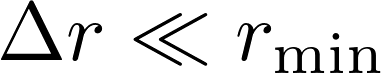 Δr ≪ r_min